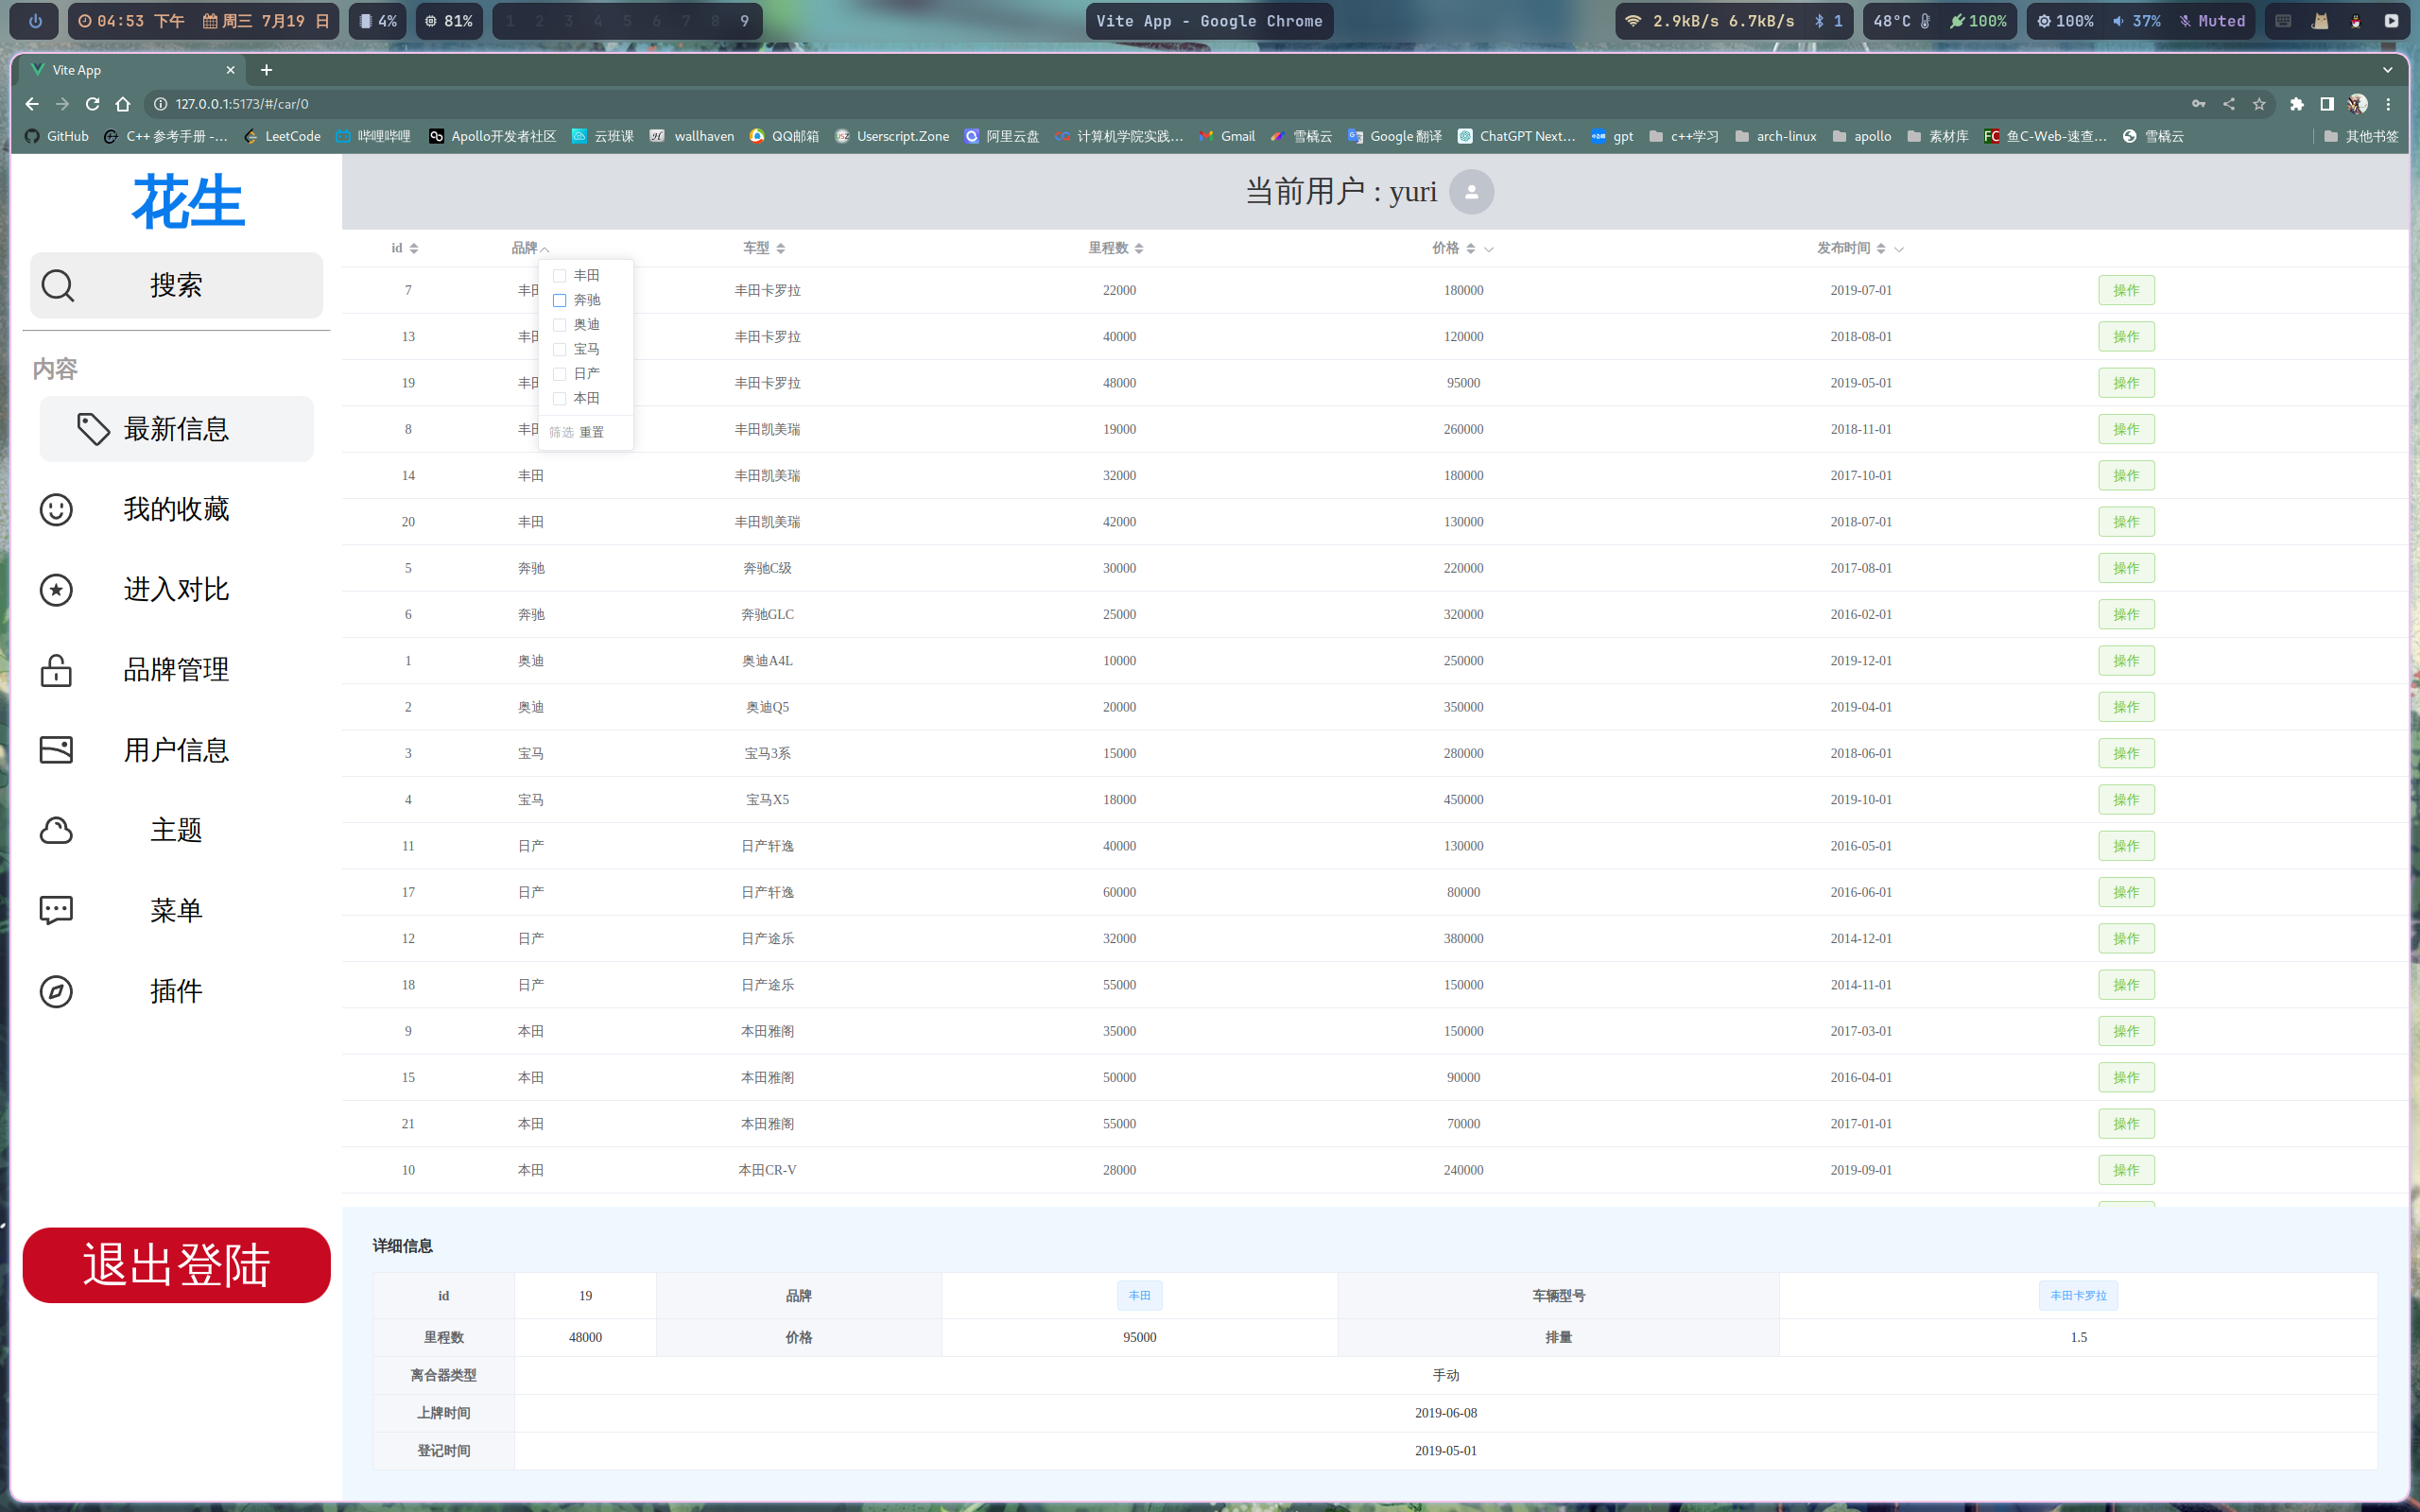 04:53 下午 周三 7月19 日 4% 81% 1 2 3 4 5 6 7 8 9 Vite App - Google Chrome 2.9kB/s 6.7kB/s 1 48°C 100% 100% 37% Muted
Vite App
127.0.0.1:5173/#/car/0
GitHub C++ 参考手册 -... LeetCode 哔哩哔哩 Apollo开发者社区 云班课 wallhaven QQ邮箱 Userscript.Zone 阿里云盘 计算机学院实践... Gmail 雪橘云 Google 翻译 ChatGPT Next... gpt c++学习 arch-linux apollo 素材库 鱼C-Web-速查... 雪橘云 其他书签
花生
搜索
内容
最新信息
我的收藏
进入对比
品牌管理
用户信息
主题
菜单
插件
退出登陆
当前用户 : yuri
id 品牌 车型 里程数 价格 发布时间
丰田
奔驰
奥迪
宝马
日产
本田
筛选 重置
7 丰田 丰田卡罗拉 22000 180000 2019-07-01 操作
13 丰田 丰田卡罗拉 40000 120000 2018-08-01 操作
19 丰田 丰田卡罗拉 48000 95000 2019-05-01 操作
8 丰田 丰田凯美瑞 19000 260000 2018-11-01 操作
14 丰田 丰田凯美瑞 32000 180000 2017-10-01 操作
20 丰田 丰田凯美瑞 42000 130000 2018-07-01 操作
5 奔驰 奔驰C级 30000 220000 2017-08-01 操作
6 奔驰 奔驰GLC 25000 320000 2016-02-01 操作
1 奥迪 奥迪A4L 10000 250000 2019-12-01 操作
2 奥迪 奥迪Q5 20000 350000 2019-04-01 操作
3 宝马 宝马3系 15000 280000 2018-06-01 操作
4 宝马 宝马X5 18000 450000 2019-10-01 操作
11 日产 日产轩逸 40000 130000 2016-05-01 操作
17 日产 日产轩逸 60000 80000 2016-06-01 操作
12 日产 日产途乐 32000 380000 2014-12-01 操作
18 日产 日产途乐 55000 150000 2014-11-01 操作
9 本田 本田雅阁 35000 150000 2017-03-01 操作
15 本田 本田雅阁 50000 90000 2016-04-01 操作
21 本田 本田雅阁 55000 70000 2017-01-01 操作
10 本田 本田CR-V 28000 240000 2019-09-01 操作
详细信息
id 19 品牌 丰田 车辆型号 丰田卡罗拉
里程数 48000 价格 95000 排量 1.5
离合器类型 手动
上牌时间 2019-06-08
登记时间 2019-05-01